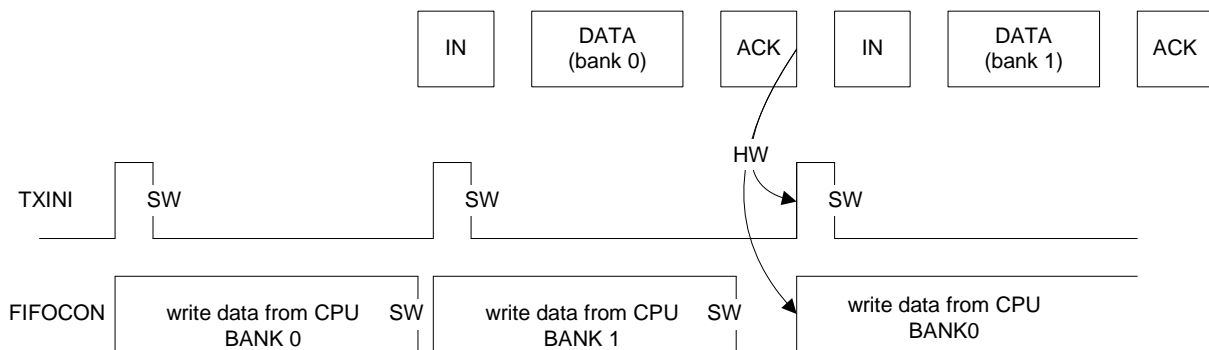 IN
DATA
(bank 0)
ACK
IN
DATA
(bank 1)
ACK
HW
TXINI
SW
SW
SW
FIFOCON
write data from CPU
BANK 0
SW
write data from CPU
BANK 1
SW
write data from CPU
BANK0